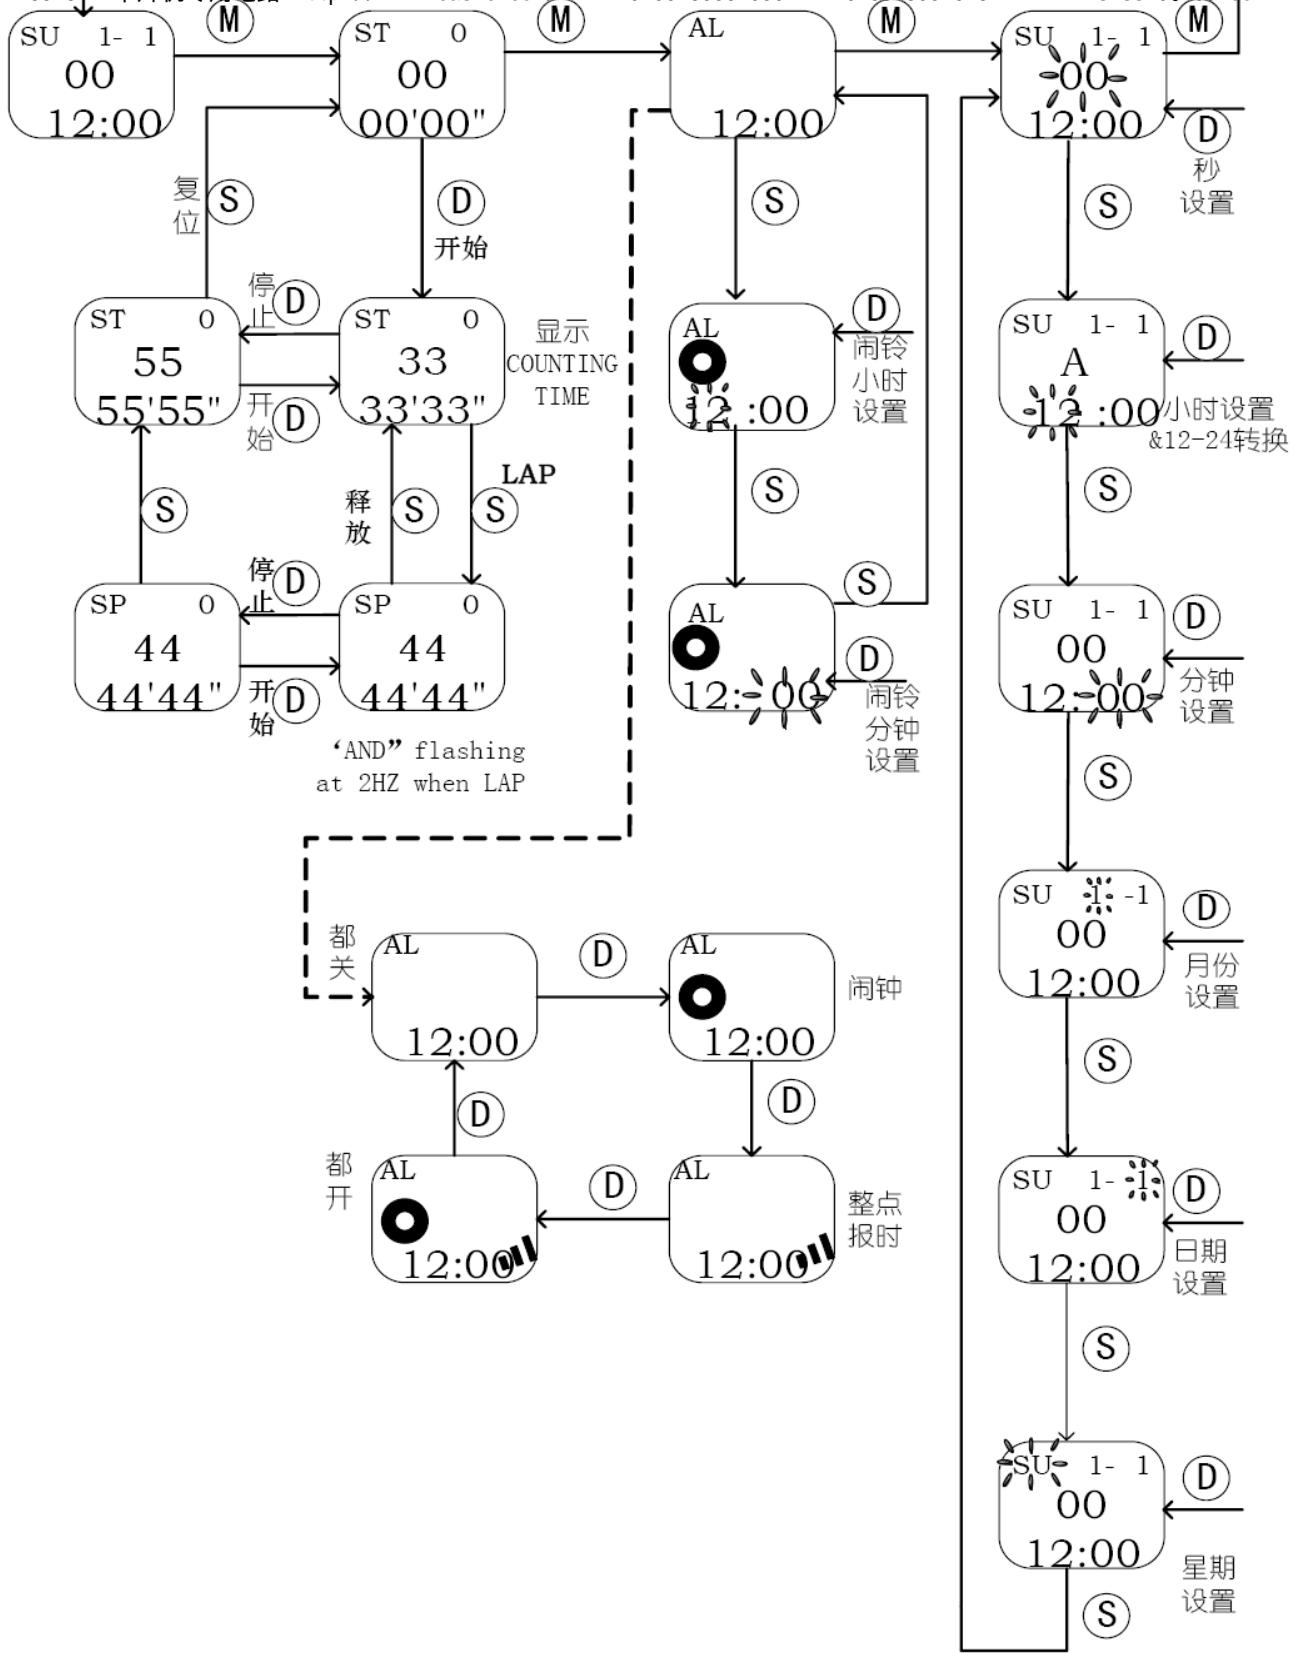 M
M
M
M
SU 1- 1
00
12:00
ST 0
00
00'00"
AL
12:00
SU 1- 1
00
12:00
D
秒
设置
复
位
S
D
开始
S
S
停
止
D
ST 0
55
55'55"
ST 0
33
33'33"
显示
COUNTING
TIME
开
始
D
AL
12 :00
D
闹铃
小时
设置
SU 1- 1
A
12 :00
D
小时设置
&12-24转换
S
释
放
S
S
LAP
S
S
停
止
D
SP 0
44
44'44"
SP 0
44
44'44"
开
始
D
'AND” flashing
at 2HZ when LAP
AL
12: 00
S
D
闹铃
分钟
设置
SU 1- 1
00
12: 00
D
分钟
设置
S
SU 1 -1
00
12:00
D
月份
设置
都
关
AL
12:00
D
AL
12:00
闹钟
S
D
D
都
开
AL
12:00
D
AL
12:00
整点
报时
SU 1- 1
00
12:00
D
日期
设置
S
SU 1- 1
00
12:00
D
星期
设置
S